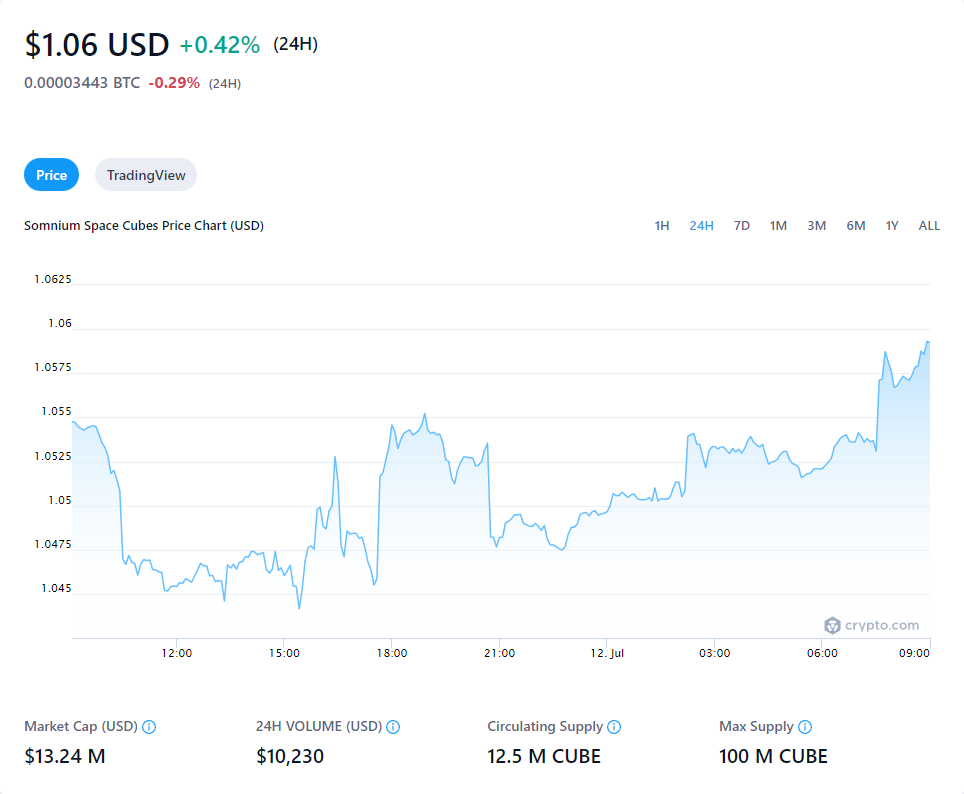 $1.06 USD +0.42% (24H)
0.00003443 BTC -0.29% (24H)
Price TradingView
Somnium Space Cubes Price Chart (USD) 1H 24H 7D 1M 3M 6M 1Y ALL
1.0625
1.06
1.0575
1.055
1.0525
1.05
1.0475
1.045
crypto.com
12:00 15:00 18:00 21:00 12. Jul 03:00 06:00 09:00
Market Cap (USD) 24H VOLUME (USD) Circulating Supply Max Supply
$13.24 M $10,230 12.5 M CUBE 100 M CUBE